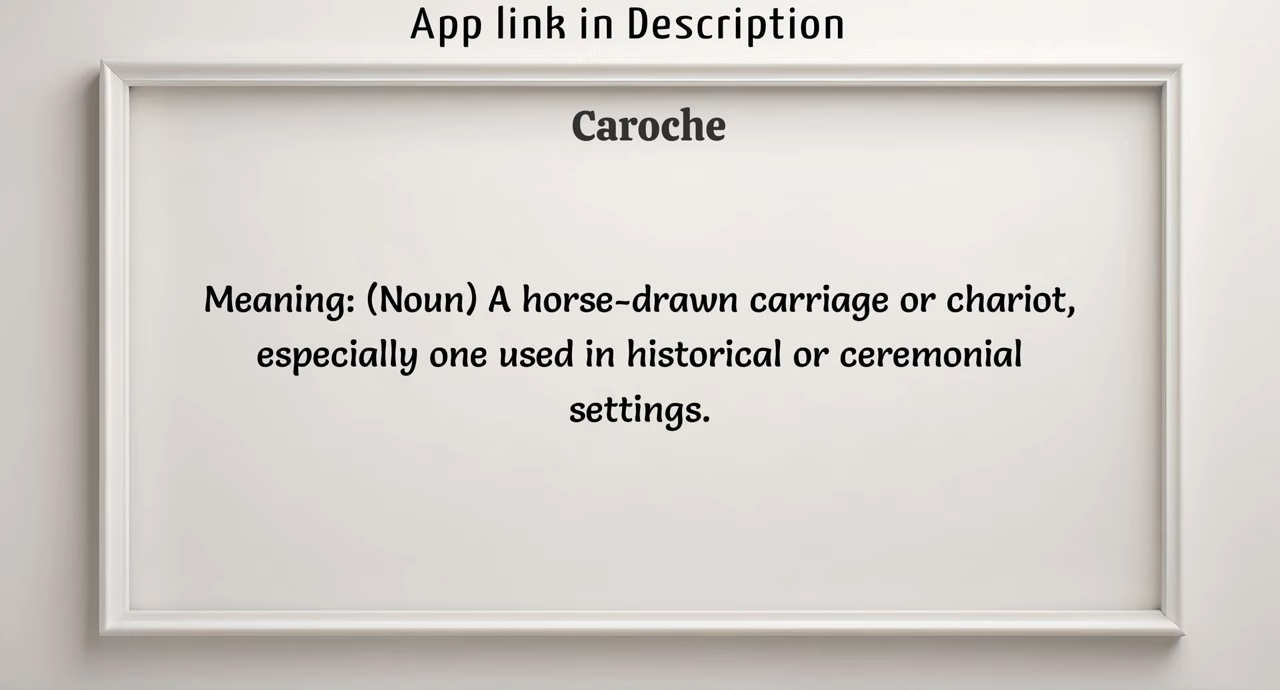 App link in Description
Caroche
Meaning: (Noun) A horse-drawn carriage or chariot,
especially one used in historical or ceremonial
settings.